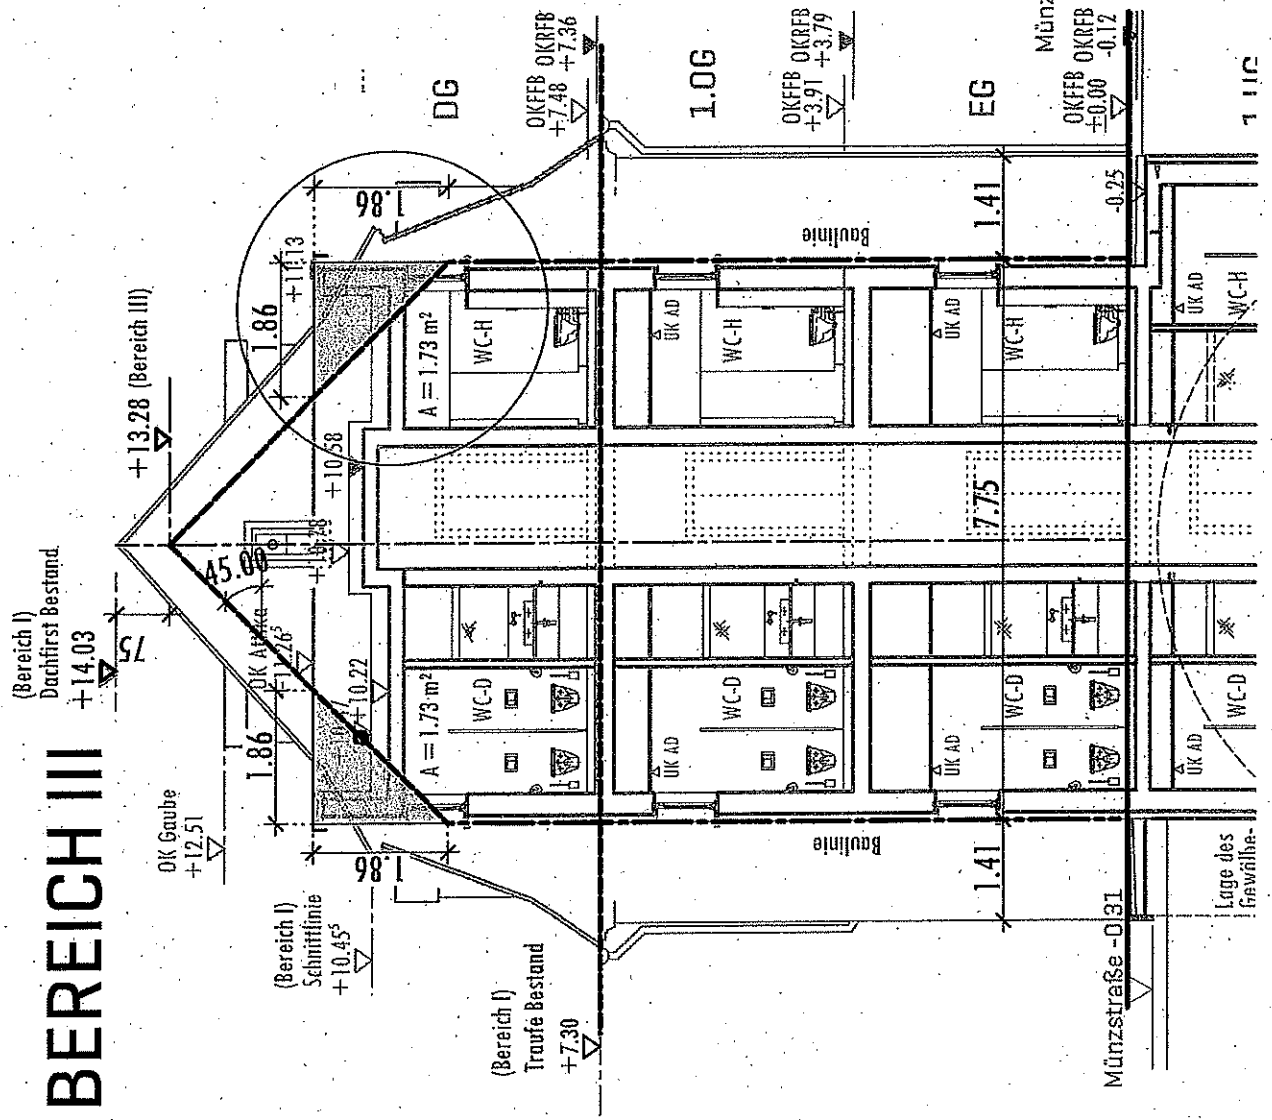 BEREICH III
(Bereich I)
Dachfirst Bestand
+14.03
75
+13.28 (Bereich III)
OK Gaube
+12.51
45.00
OK Attika
+11.26⁵
+11.13
1.86
1.86
1.86
1.86
+10.58
+10.22
(Bereich I)
Schnittlinie
+10.45⁵
A = 1.73 m²
A = 1.73 m²
WC-D
WC-H
DG
(Bereich I)
Traufe Bestand
+7.30
OKFFB
+7.48
OKRFB
+7.36
1.OG
UK AD
UK AD
WC-D
WC-H
Baulinie
Baulinie
OKFFB
+3.91
OKRFB
+3.79
EG
UK AD
UK AD
WC-D
WC-H
1.41
7.75
1.41
OKFFB
+0.00
OKRFB
-0.12
Münzstraße -0.31
-0.25
Lage des
UK AD
UK AD
WC-D
WC-H